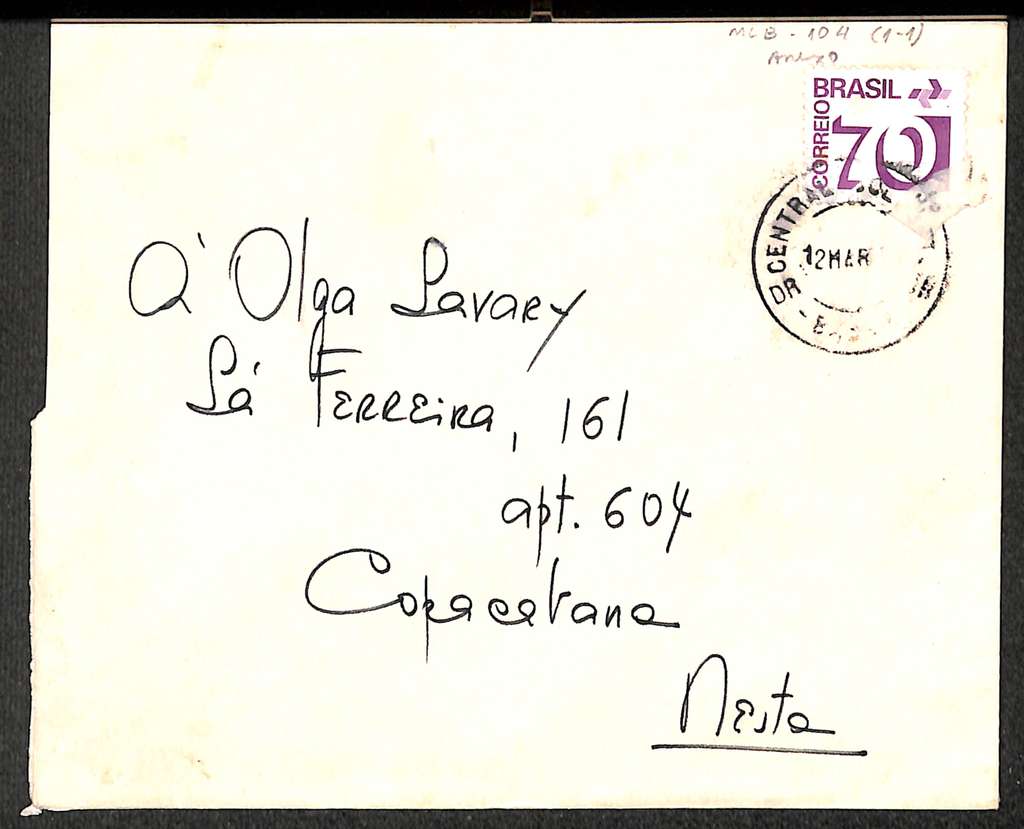 MLB - 104 (1-1)
Anexo
BRASIL
CORREIO
70
CENTRAL
12 MAR
DR
À Olga Savary
Sá Ferreira, 161
apt. 604
Copacabana
Nesta